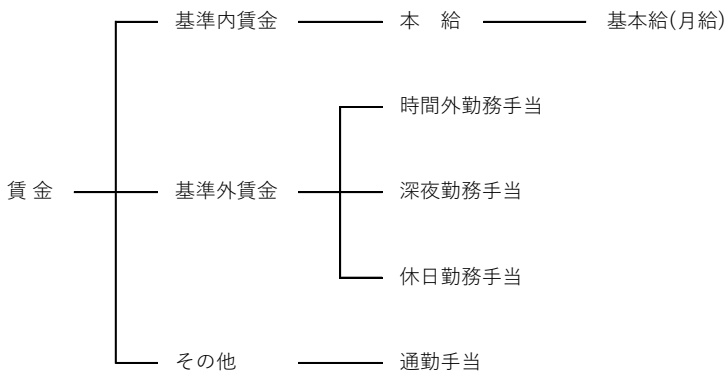 基準内賃金 本　給 基本給(月給)
時間外勤務手当
賃 金 基準外賃金 深夜勤務手当
休日勤務手当
その他 通勤手当